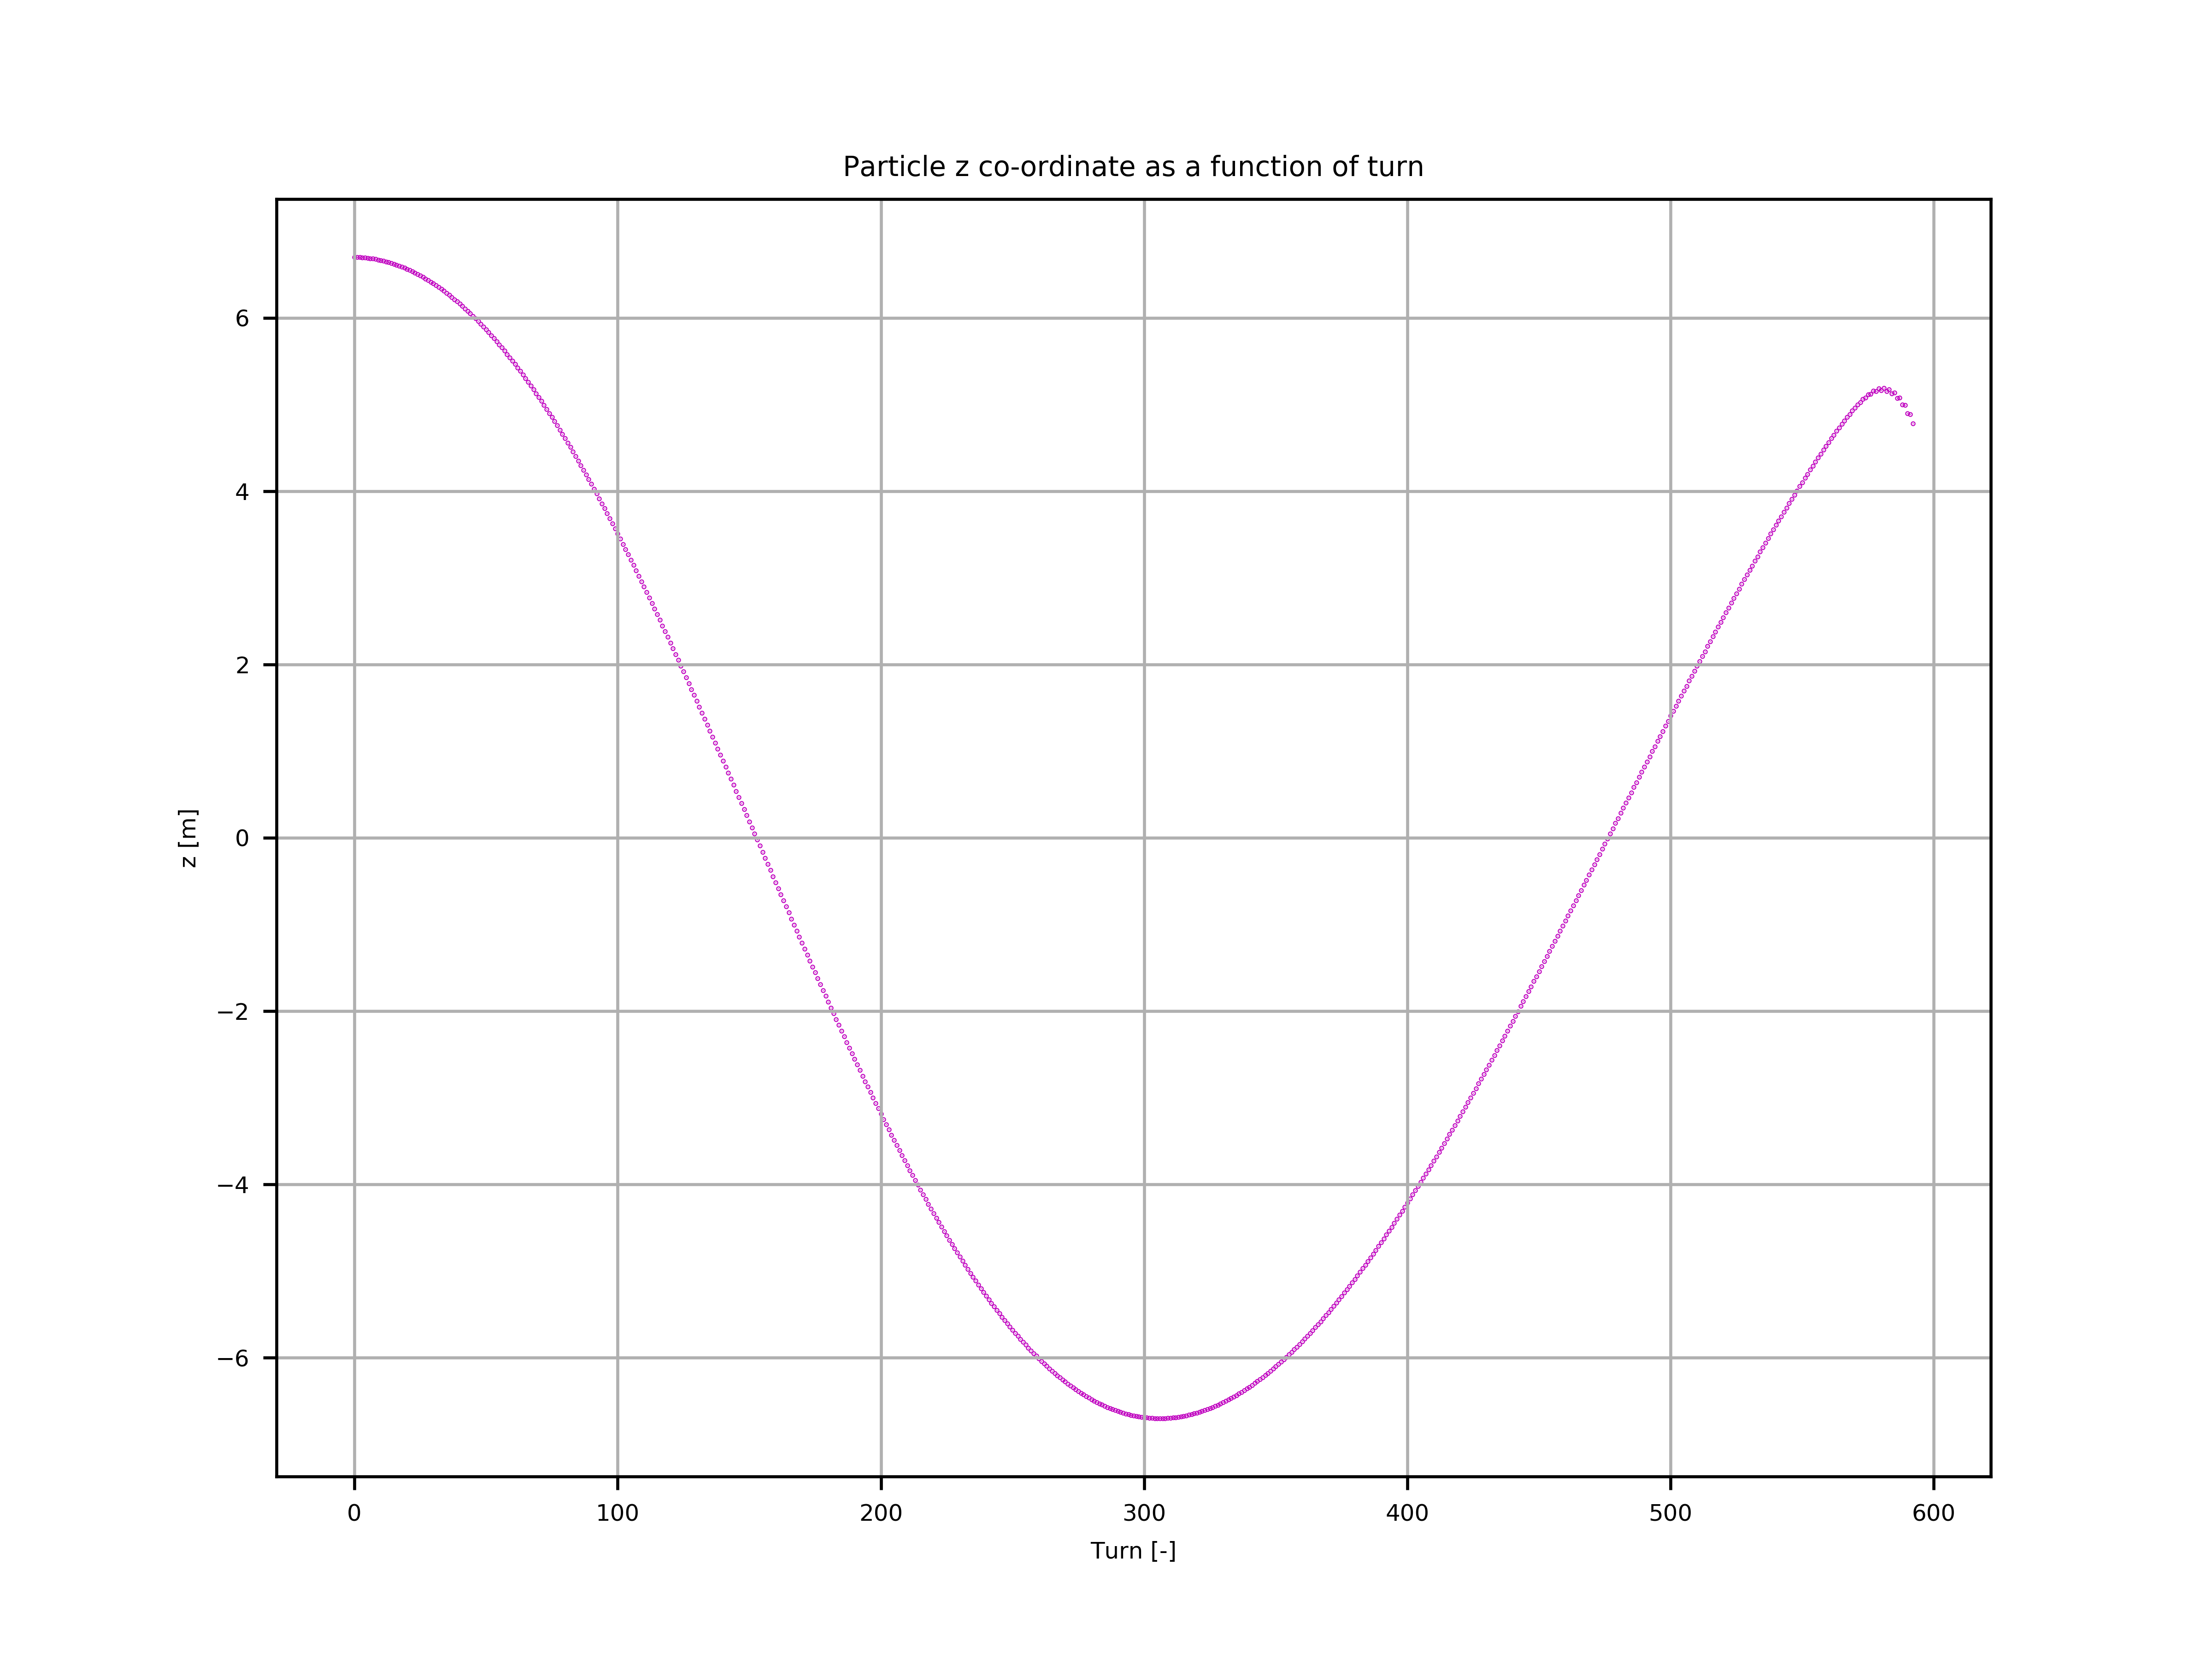 Particle z co-ordinate as a function of turn
6
4
2
0
−2
−4
−6
z [m]
0 100 200 300 400 500 600
Turn [-]